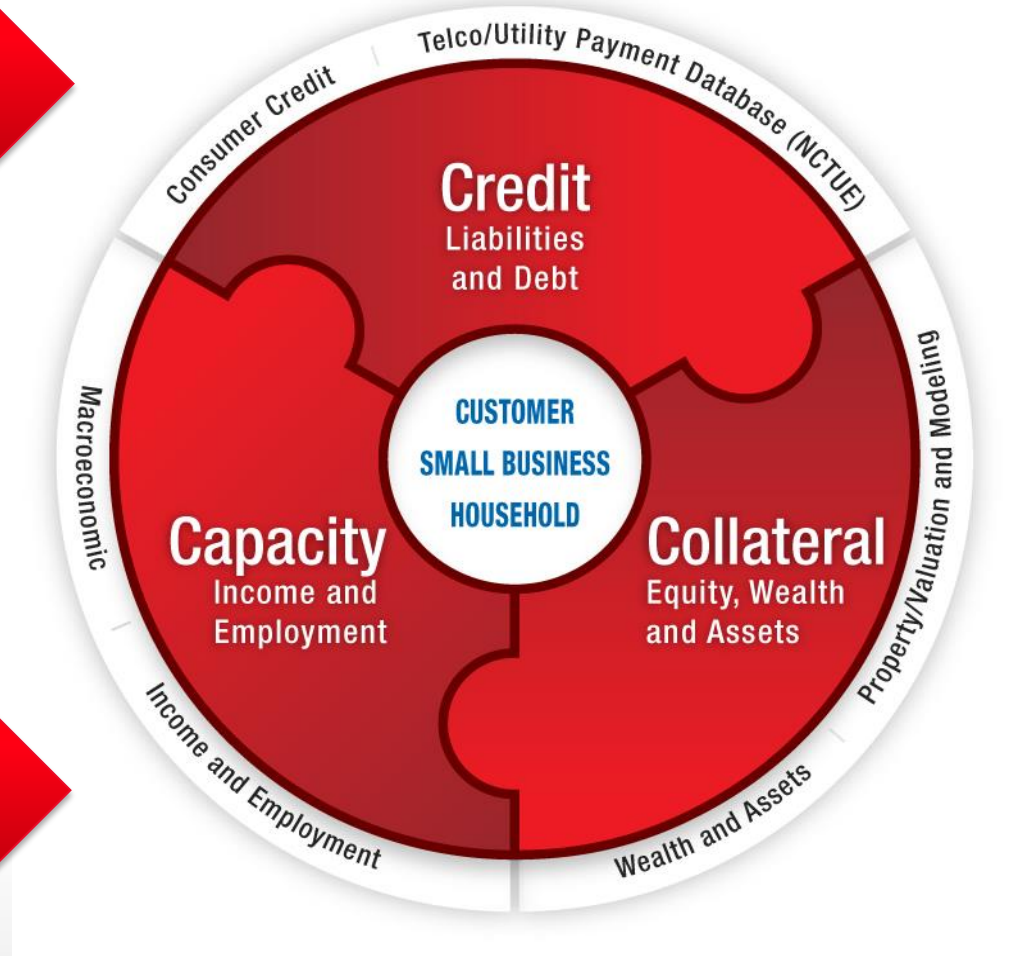 Consumer Credit
Telco/Utility Payment Database (NCTUE)
Credit
Liabilities
and Debt
CUSTOMER
SMALL BUSINESS
HOUSEHOLD
Capacity
Income and
Employment
Collateral
Equity, Wealth
and Assets
Macroeconomic
Income and Employment
Property/Valuation and Modeling
Wealth and Assets